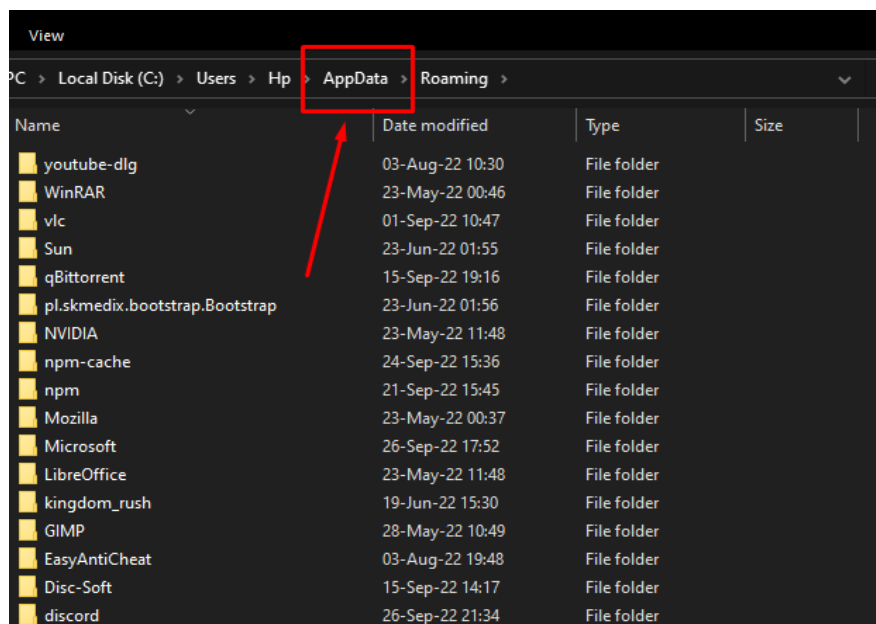 View
PC > Local Disk (C:) > Users > Hp > AppData > Roaming >
Name Date modified Type Size
youtube-dlg 03-Aug-22 10:30 File folder
WinRAR 23-May-22 00:46 File folder
vlc 01-Sep-22 10:47 File folder
Sun 23-Jun-22 01:55 File folder
qBittorrent 15-Sep-22 19:16 File folder
pl.skmedix.bootstrap.Bootstrap 23-Jun-22 01:56 File folder
NVIDIA 23-May-22 11:48 File folder
npm-cache 24-Sep-22 15:36 File folder
npm 21-Sep-22 15:45 File folder
Mozilla 23-May-22 00:37 File folder
Microsoft 26-Sep-22 17:52 File folder
LibreOffice 23-May-22 11:48 File folder
kingdom_rush 19-Jun-22 15:30 File folder
GIMP 28-May-22 10:49 File folder
EasyAntiCheat 03-Aug-22 19:48 File folder
Disc-Soft 15-Sep-22 14:17 File folder
discord 26-Sep-22 21:34 File folder